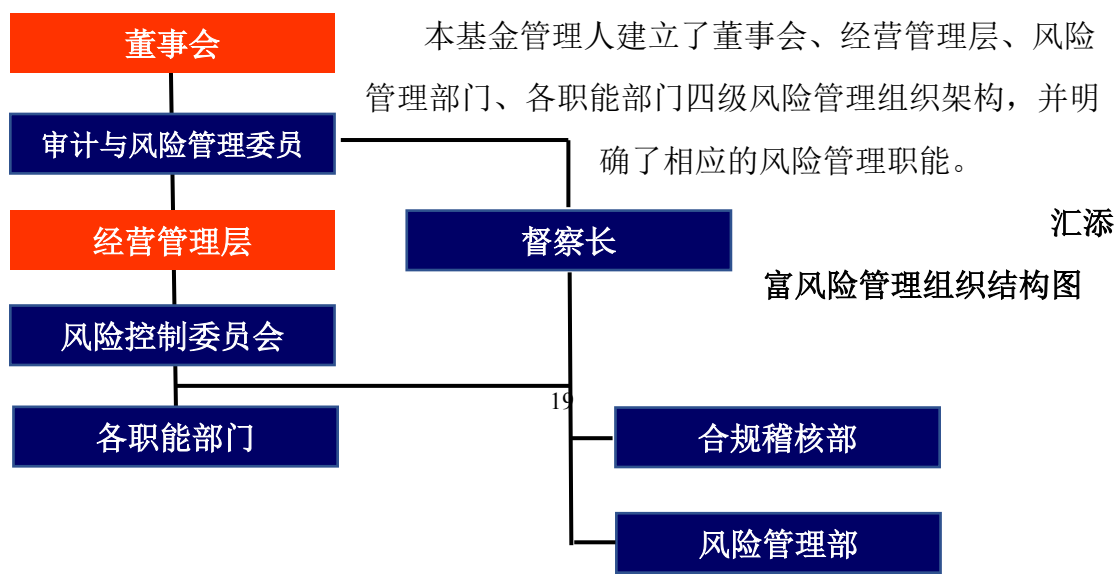 董事会
本基金管理人建立了董事会、经营管理层、风险
管理部门、各职能部门四级风险管理组织架构，并明
审计与风险管理委员
确了相应的风险管理职能。
经营管理层
督察长
汇添
富风险管理组织结构图
风险控制委员会
19
各职能部门
合规稽核部
风险管理部